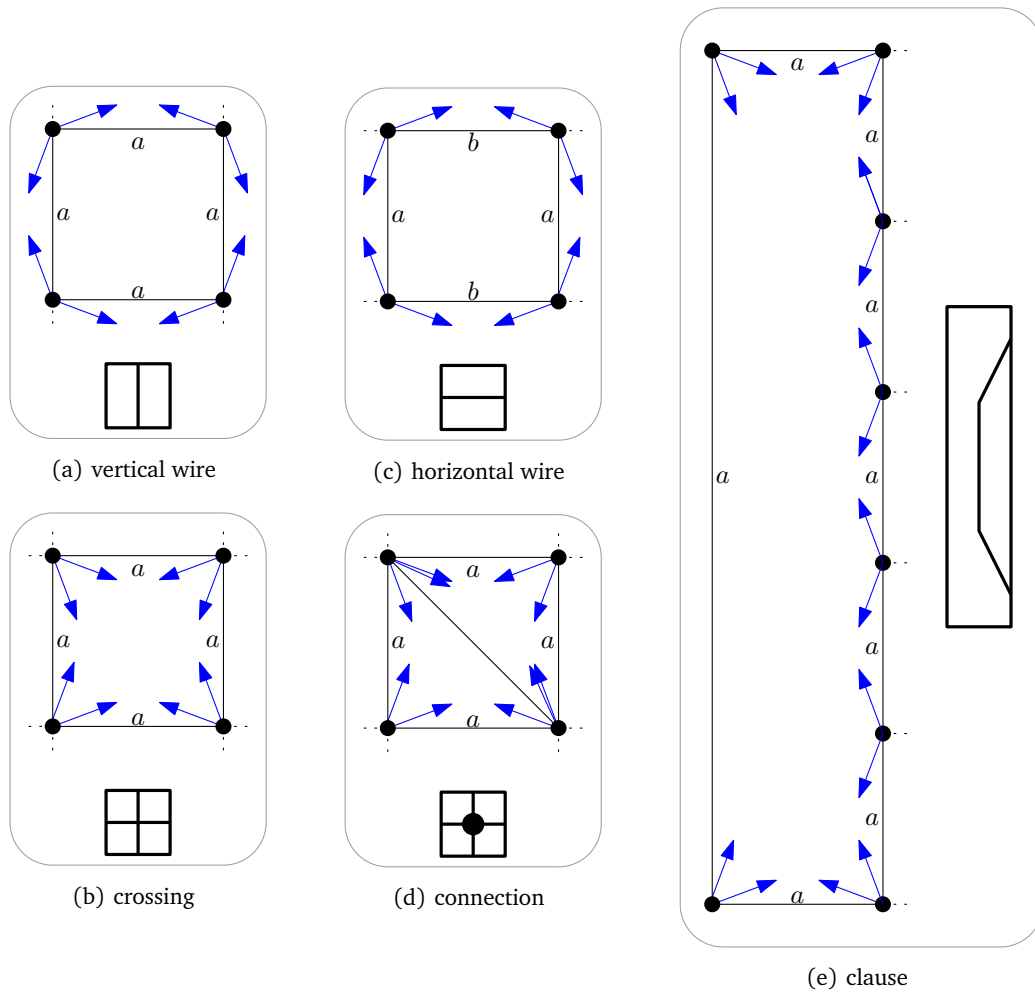 a
a
a
a
(a) vertical wire
b
a
a
b
(c) horizontal wire
a
a
a
a
(b) crossing
a
a
a
a
(d) connection
a
a
a
a
a
a
a
(e) clause